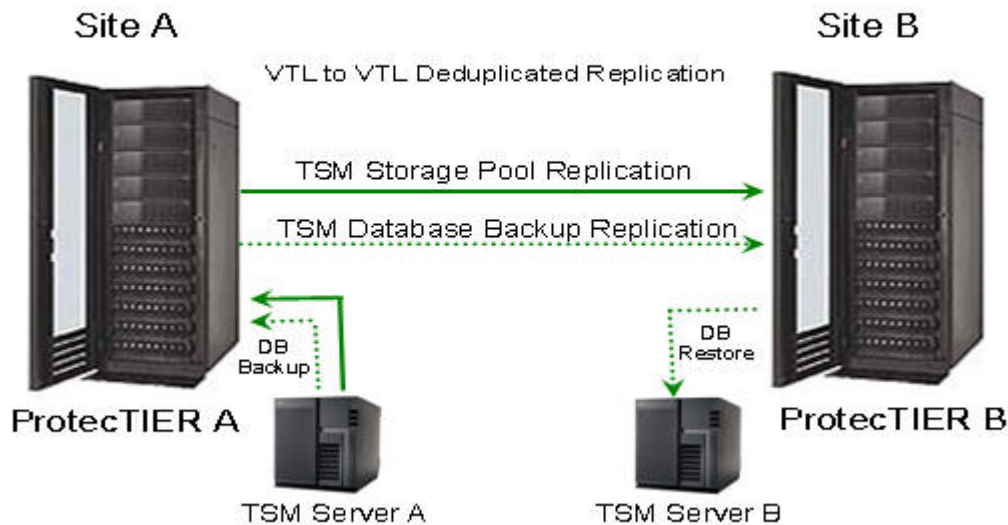 Site A
Site B
VTL to VTL Deduplicated Replication
TSM Storage Pool Replication
TSM Database Backup Replication
DB
Backup
DB
Restore
ProtecTIER A
ProtecTIER B
TSM Server A
TSM Server B